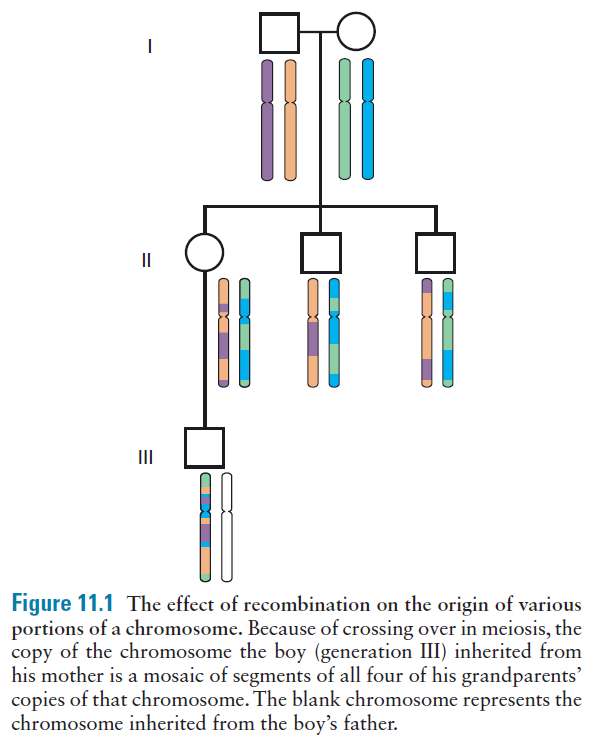 I
II
III
Figure 11.1 The effect of recombination on the origin of various
portions of a chromosome. Because of crossing over in meiosis, the
copy of the chromosome the boy (generation III) inherited from
his mother is a mosaic of segments of all four of his grandparents’
copies of that chromosome. The blank chromosome represents the
chromosome inherited from the boy’s father.